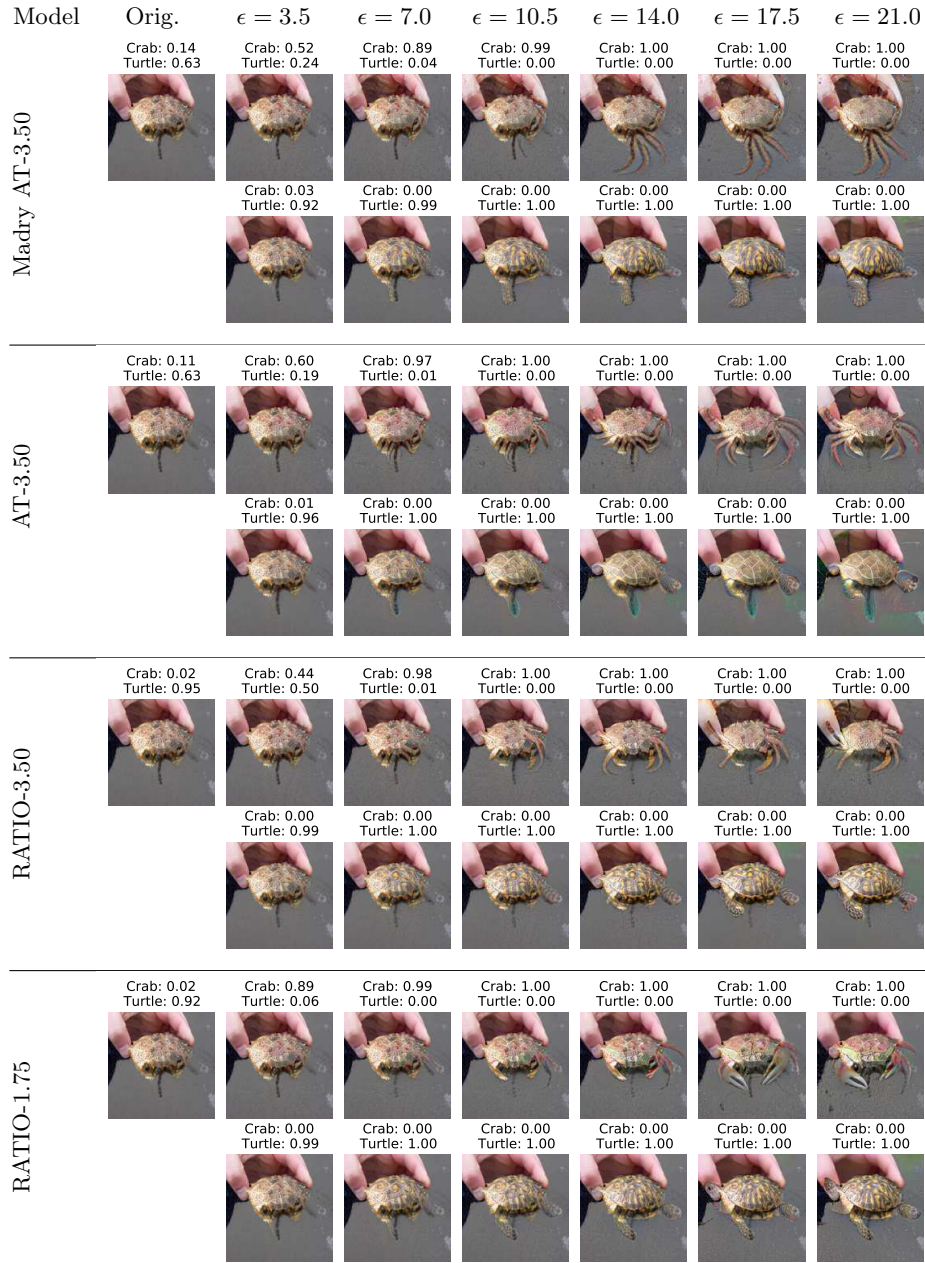 Model Orig. ϵ = 3.5 ϵ = 7.0 ϵ = 10.5 ϵ = 14.0 ϵ = 17.5 ϵ = 21.0
Madry AT-3.50
Crab: 0.14 Crab: 0.52 Crab: 0.89 Crab: 0.99 Crab: 1.00 Crab: 1.00 Crab: 1.00
Turtle: 0.63 Turtle: 0.24 Turtle: 0.04 Turtle: 0.00 Turtle: 0.00 Turtle: 0.00 Turtle: 0.00
Crab: 0.03 Crab: 0.00 Crab: 0.00 Crab: 0.00 Crab: 0.00 Crab: 0.00
Turtle: 0.92 Turtle: 0.99 Turtle: 1.00 Turtle: 1.00 Turtle: 1.00 Turtle: 1.00
AT-3.50
Crab: 0.11 Crab: 0.60 Crab: 0.97 Crab: 1.00 Crab: 1.00 Crab: 1.00 Crab: 1.00
Turtle: 0.63 Turtle: 0.19 Turtle: 0.01 Turtle: 0.00 Turtle: 0.00 Turtle: 0.00 Turtle: 0.00
Crab: 0.01 Crab: 0.00 Crab: 0.00 Crab: 0.00 Crab: 0.00 Crab: 0.00
Turtle: 0.96 Turtle: 1.00 Turtle: 1.00 Turtle: 1.00 Turtle: 1.00 Turtle: 1.00
RATIO-3.50
Crab: 0.02 Crab: 0.44 Crab: 0.98 Crab: 1.00 Crab: 1.00 Crab: 1.00 Crab: 1.00
Turtle: 0.95 Turtle: 0.50 Turtle: 0.01 Turtle: 0.00 Turtle: 0.00 Turtle: 0.00 Turtle: 0.00
Crab: 0.00 Crab: 0.00 Crab: 0.00 Crab: 0.00 Crab: 0.00 Crab: 0.00
Turtle: 0.99 Turtle: 1.00 Turtle: 1.00 Turtle: 1.00 Turtle: 1.00 Turtle: 1.00
RATIO-1.75
Crab: 0.02 Crab: 0.89 Crab: 0.99 Crab: 1.00 Crab: 1.00 Crab: 1.00 Crab: 1.00
Turtle: 0.92 Turtle: 0.06 Turtle: 0.00 Turtle: 0.00 Turtle: 0.00 Turtle: 0.00 Turtle: 0.00
Crab: 0.00 Crab: 0.00 Crab: 0.00 Crab: 0.00 Crab: 0.00 Crab: 0.00
Turtle: 0.99 Turtle: 1.00 Turtle: 1.00 Turtle: 1.00 Turtle: 1.00 Turtle: 1.00